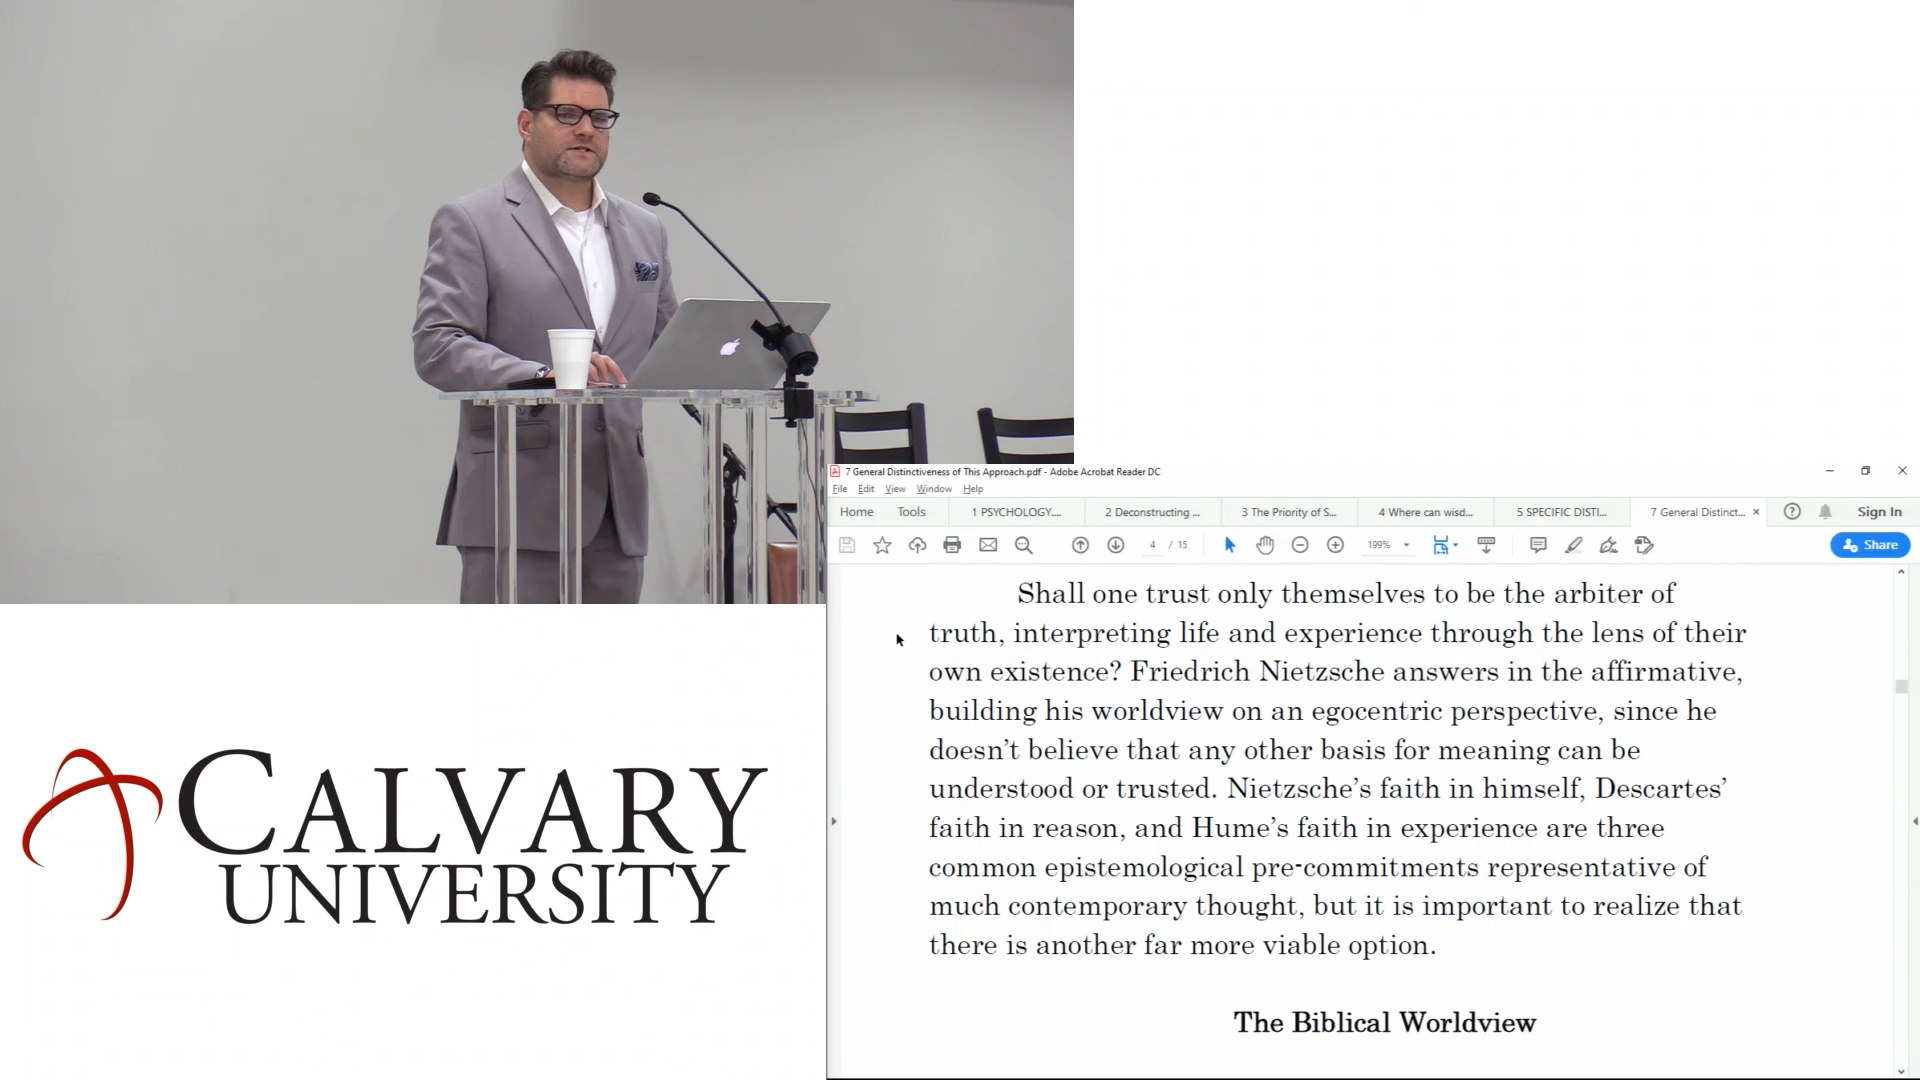 7 General Distinctiveness of This Approach.pdf - Adobe Acrobat Reader DC
File Edit View Window Help
Home Tools 1 PSYCHOLOGY.... 2 Deconstructing ... 3 The Priority of S... 4 Where can wisd... 5 SPECIFIC DISTI... 7 General Distinct... Sign In
4 / 15 199% Share
Shall one trust only themselves to be the arbiter of
truth, interpreting life and experience through the lens of their
own existence? Friedrich Nietzsche answers in the affirmative,
building his worldview on an egocentric perspective, since he
doesn't believe that any other basis for meaning can be
understood or trusted. Nietzsche's faith in himself, Descartes'
faith in reason, and Hume's faith in experience are three
common epistemological pre-commitments representative of
much contemporary thought, but it is important to realize that
there is another far more viable option.
The Biblical Worldview
CALVARY
UNIVERSITY